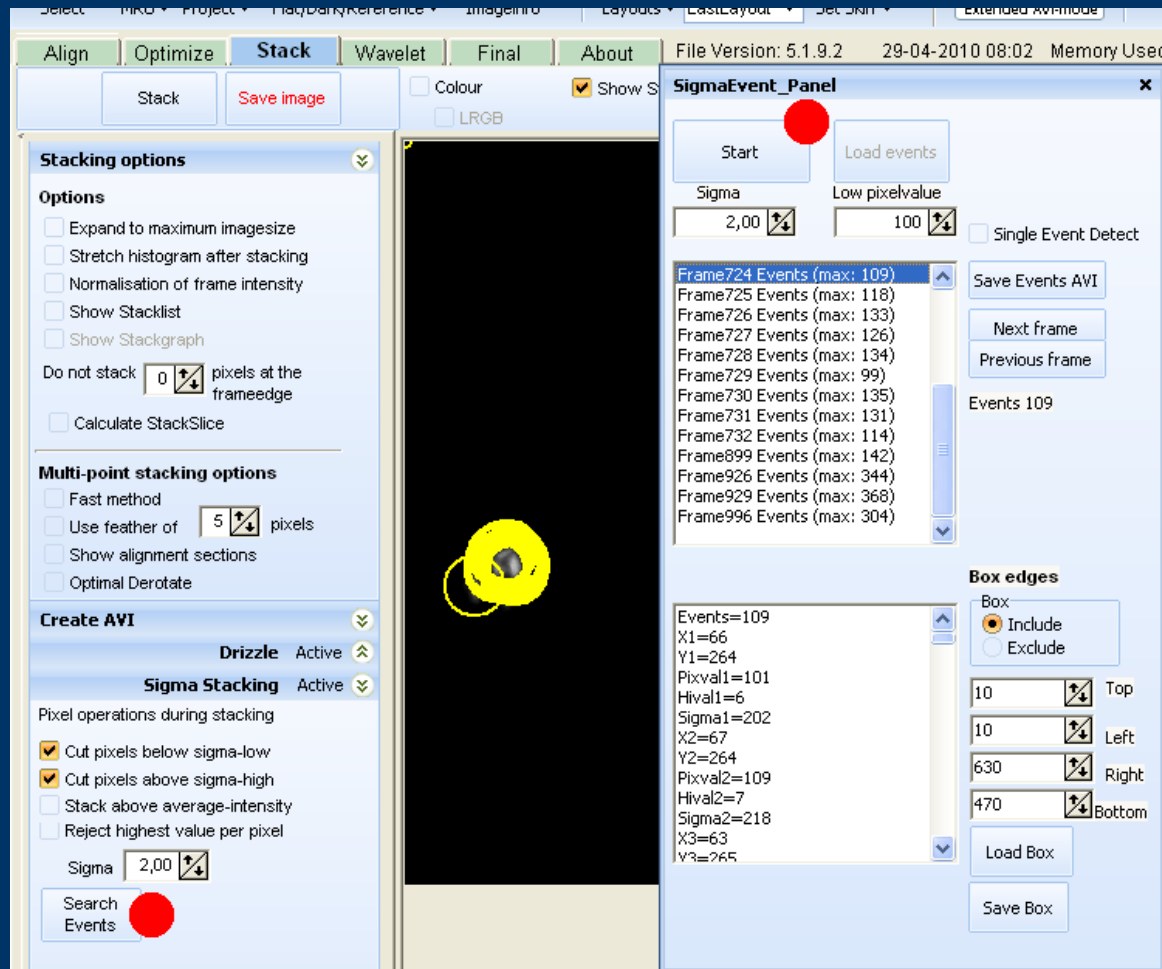 Select MRU Project Flat/Dark/Reference ImageInfo Layouts LastLayout Set Skin Extended AVI-mode
Align Optimize Stack Wavelet Final About File Version: 5.1.9.2 29-04-2010 08:02 Memory Used
Stack Save image Colour LRGB Show S
Stacking options
Options
Expand to maximum imagesize
Stretch histogram after stacking
Normalisation of frame intensity
Show Stacklist
Show Stackgraph
Do not stack 0 pixels at the
frameedge
Calculate StackSlice
Multi-point stacking options
Fast method
Use feather of 5 pixels
Show alignment sections
Optimal Derotate
Create AVI
Drizzle Active
Sigma Stacking Active
Pixel operations during stacking
Cut pixels below sigma-low
Cut pixels above sigma-high
Stack above average-intensity
Reject highest value per pixel
Sigma 2,00
Search
Events
SigmaEvent_Panel x
Start Load events
Sigma Low pixelvalue
2,00 100
Single Event Detect
Frame724 Events (max: 109)
Frame725 Events (max: 118)
Frame726 Events (max: 133)
Frame727 Events (max: 126)
Frame728 Events (max: 134)
Frame729 Events (max: 99)
Frame730 Events (max: 135)
Frame731 Events (max: 131)
Frame732 Events (max: 114)
Frame899 Events (max: 142)
Frame926 Events (max: 344)
Frame929 Events (max: 368)
Frame996 Events (max: 304)
Save Events AVI
Next frame
Previous frame
Events 109
Events=109
X1=66
Y1=264
Pixval1=101
Hival1=6
Sigma1=202
X2=67
Y2=264
Pixval2=109
Hival2=7
Sigma2=218
X3=63
Y3=265
Box edges
Box
Include
Exclude
10 Top
10 Left
630 Right
470 Bottom
Load Box
Save Box